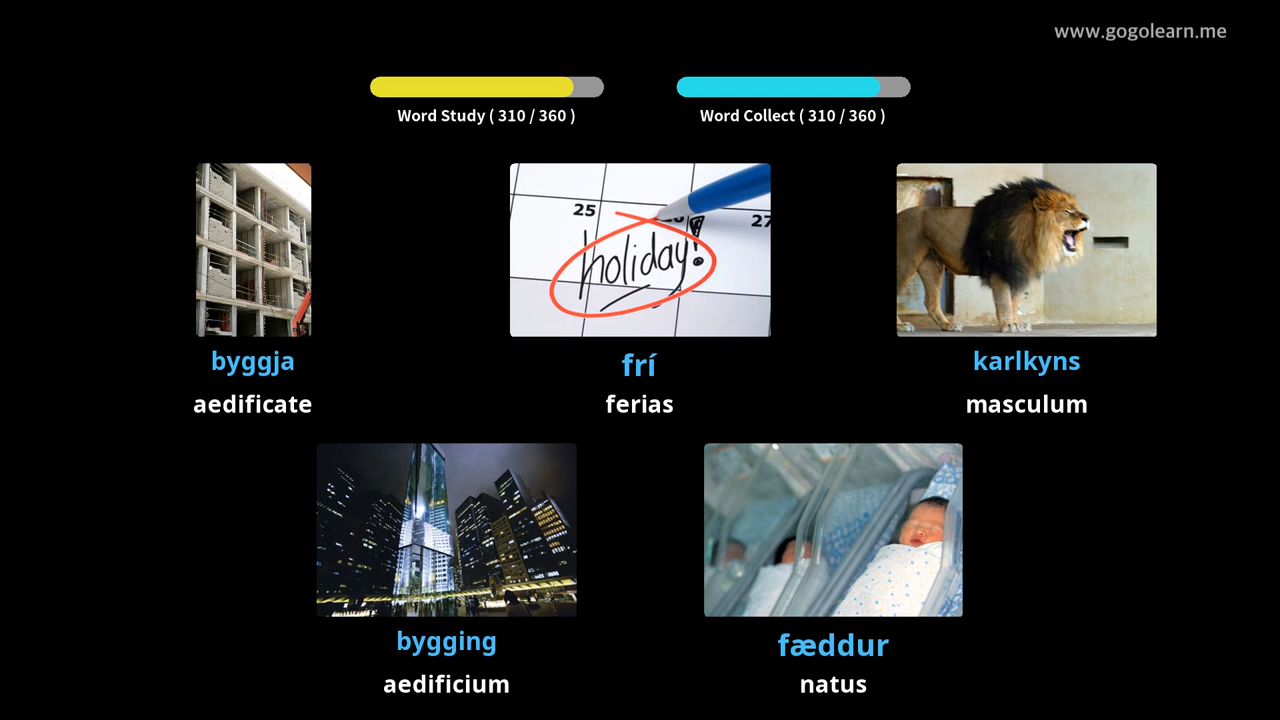 www.gogolearn.me
Word Study ( 310 / 360 )
Word Collect ( 310 / 360 )
25
27
holiday!
byggja
frí
karlkyns
aedificate
ferias
masculum
bygging
fæddur
aedificium
natus